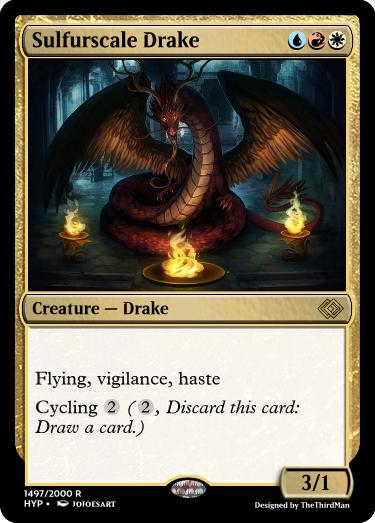 Sulfurscale Drake
Creature — Drake
Flying, vigilance, haste
Cycling 2 ( 2, Discard this card:
Draw a card.)
3/1
1497/2000 R
HYP • JOTOESART
Designed by TheThirdMan